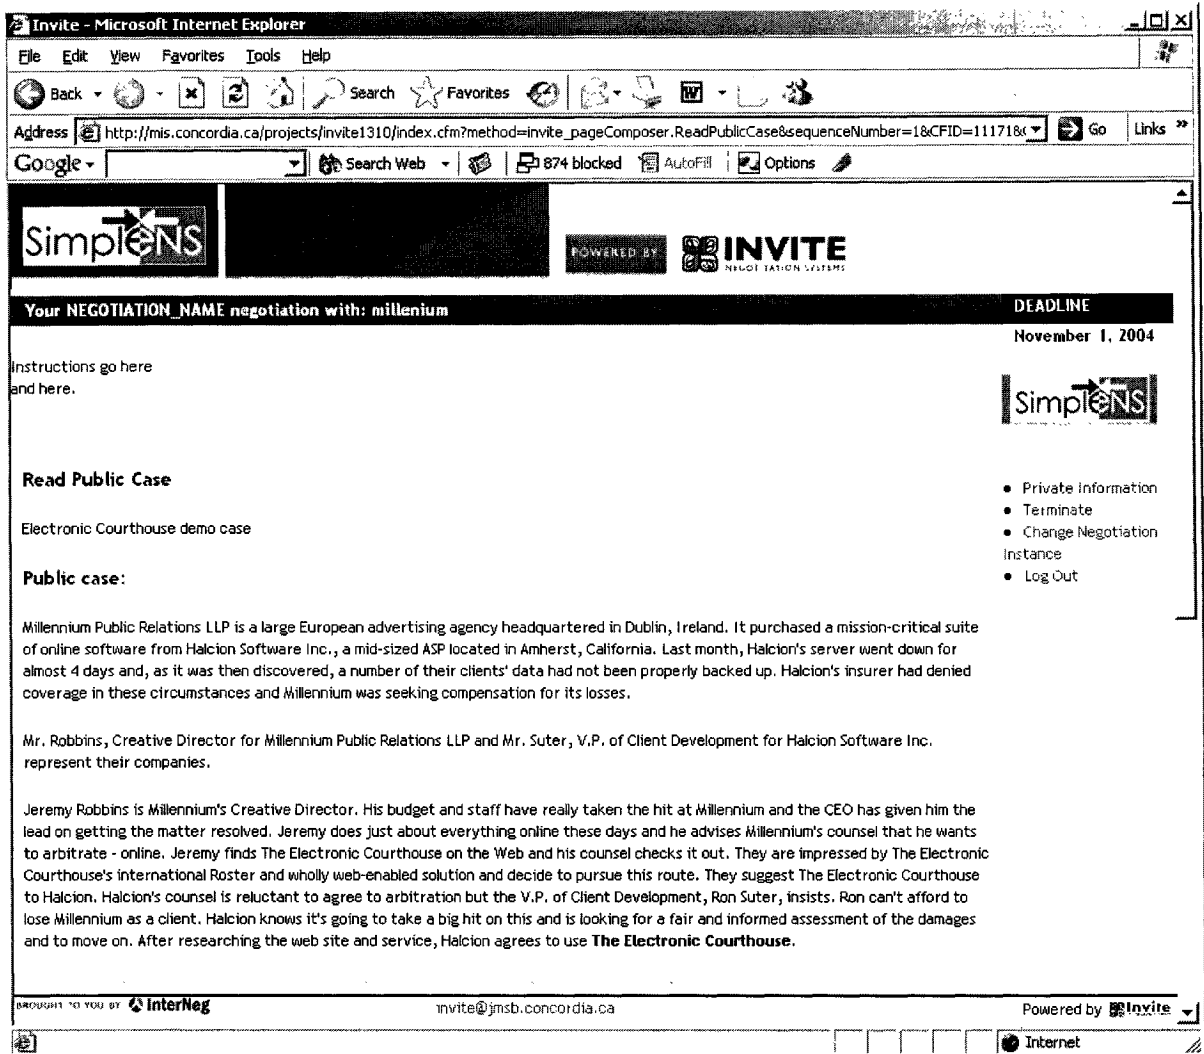 Invite - Microsoft Internet Explorer
File Edit View Favorites Tools Help
Back Search Favorites
Address http://mis.concordia.ca/projects/invite1310/index.cfm?method=invite_pageComposer.ReadPublicCase&sequenceNumber=1&CFID=11171& Go Links »
Google Search Web 874 blocked AutoFill Options
SimpleNS
POWERED BY INVITE
NEGOTIATION SYSTEMS
Your NEGOTIATION_NAME negotiation with: millenium
DEADLINE
November 1, 2004
Instructions go here
and here.
SimpleNS
Read Public Case
Electronic Courthouse demo case
• Private Information
• Terminate
• Change Negotiation
Instance
• Log Out
Public case:
Millennium Public Relations LLP is a large European advertising agency headquartered in Dublin, Ireland. It purchased a mission-critical suite
of online software from Halcion Software Inc., a mid-sized ASP located in Amherst, California. Last month, Halcion's server went down for
almost 4 days and, as it was then discovered, a number of their clients' data had not been properly backed up. Halcion's insurer had denied
coverage in these circumstances and Millennium was seeking compensation for its losses.
Mr. Robbins, Creative Director for Millennium Public Relations LLP and Mr. Suter, V.P. of Client Development for Halcion Software Inc.
represent their companies.
Jeremy Robbins is Millennium's Creative Director. His budget and staff have really taken the hit at Millennium and the CEO has given him the
lead on getting the matter resolved. Jeremy does just about everything online these days and he advises Millennium's counsel that he wants
to arbitrate - online. Jeremy finds The Electronic Courthouse on the Web and his counsel checks it out. They are impressed by The Electronic
Courthouse's international Roster and wholly web-enabled solution and decide to pursue this route. They suggest The Electronic Courthouse
to Halcion. Halcion's counsel is reluctant to agree to arbitration but the V.P. of Client Development, Ron Suter, insists. Ron can't afford to
lose Millennium as a client. Halcion knows it's going to take a big hit on this and is looking for a fair and informed assessment of the damages
and to move on. After researching the web site and service, Halcion agrees to use The Electronic Courthouse.
BROUGHT TO YOU BY InterNeg
invite@jmsb.concordia.ca
Powered by Invite
Internet